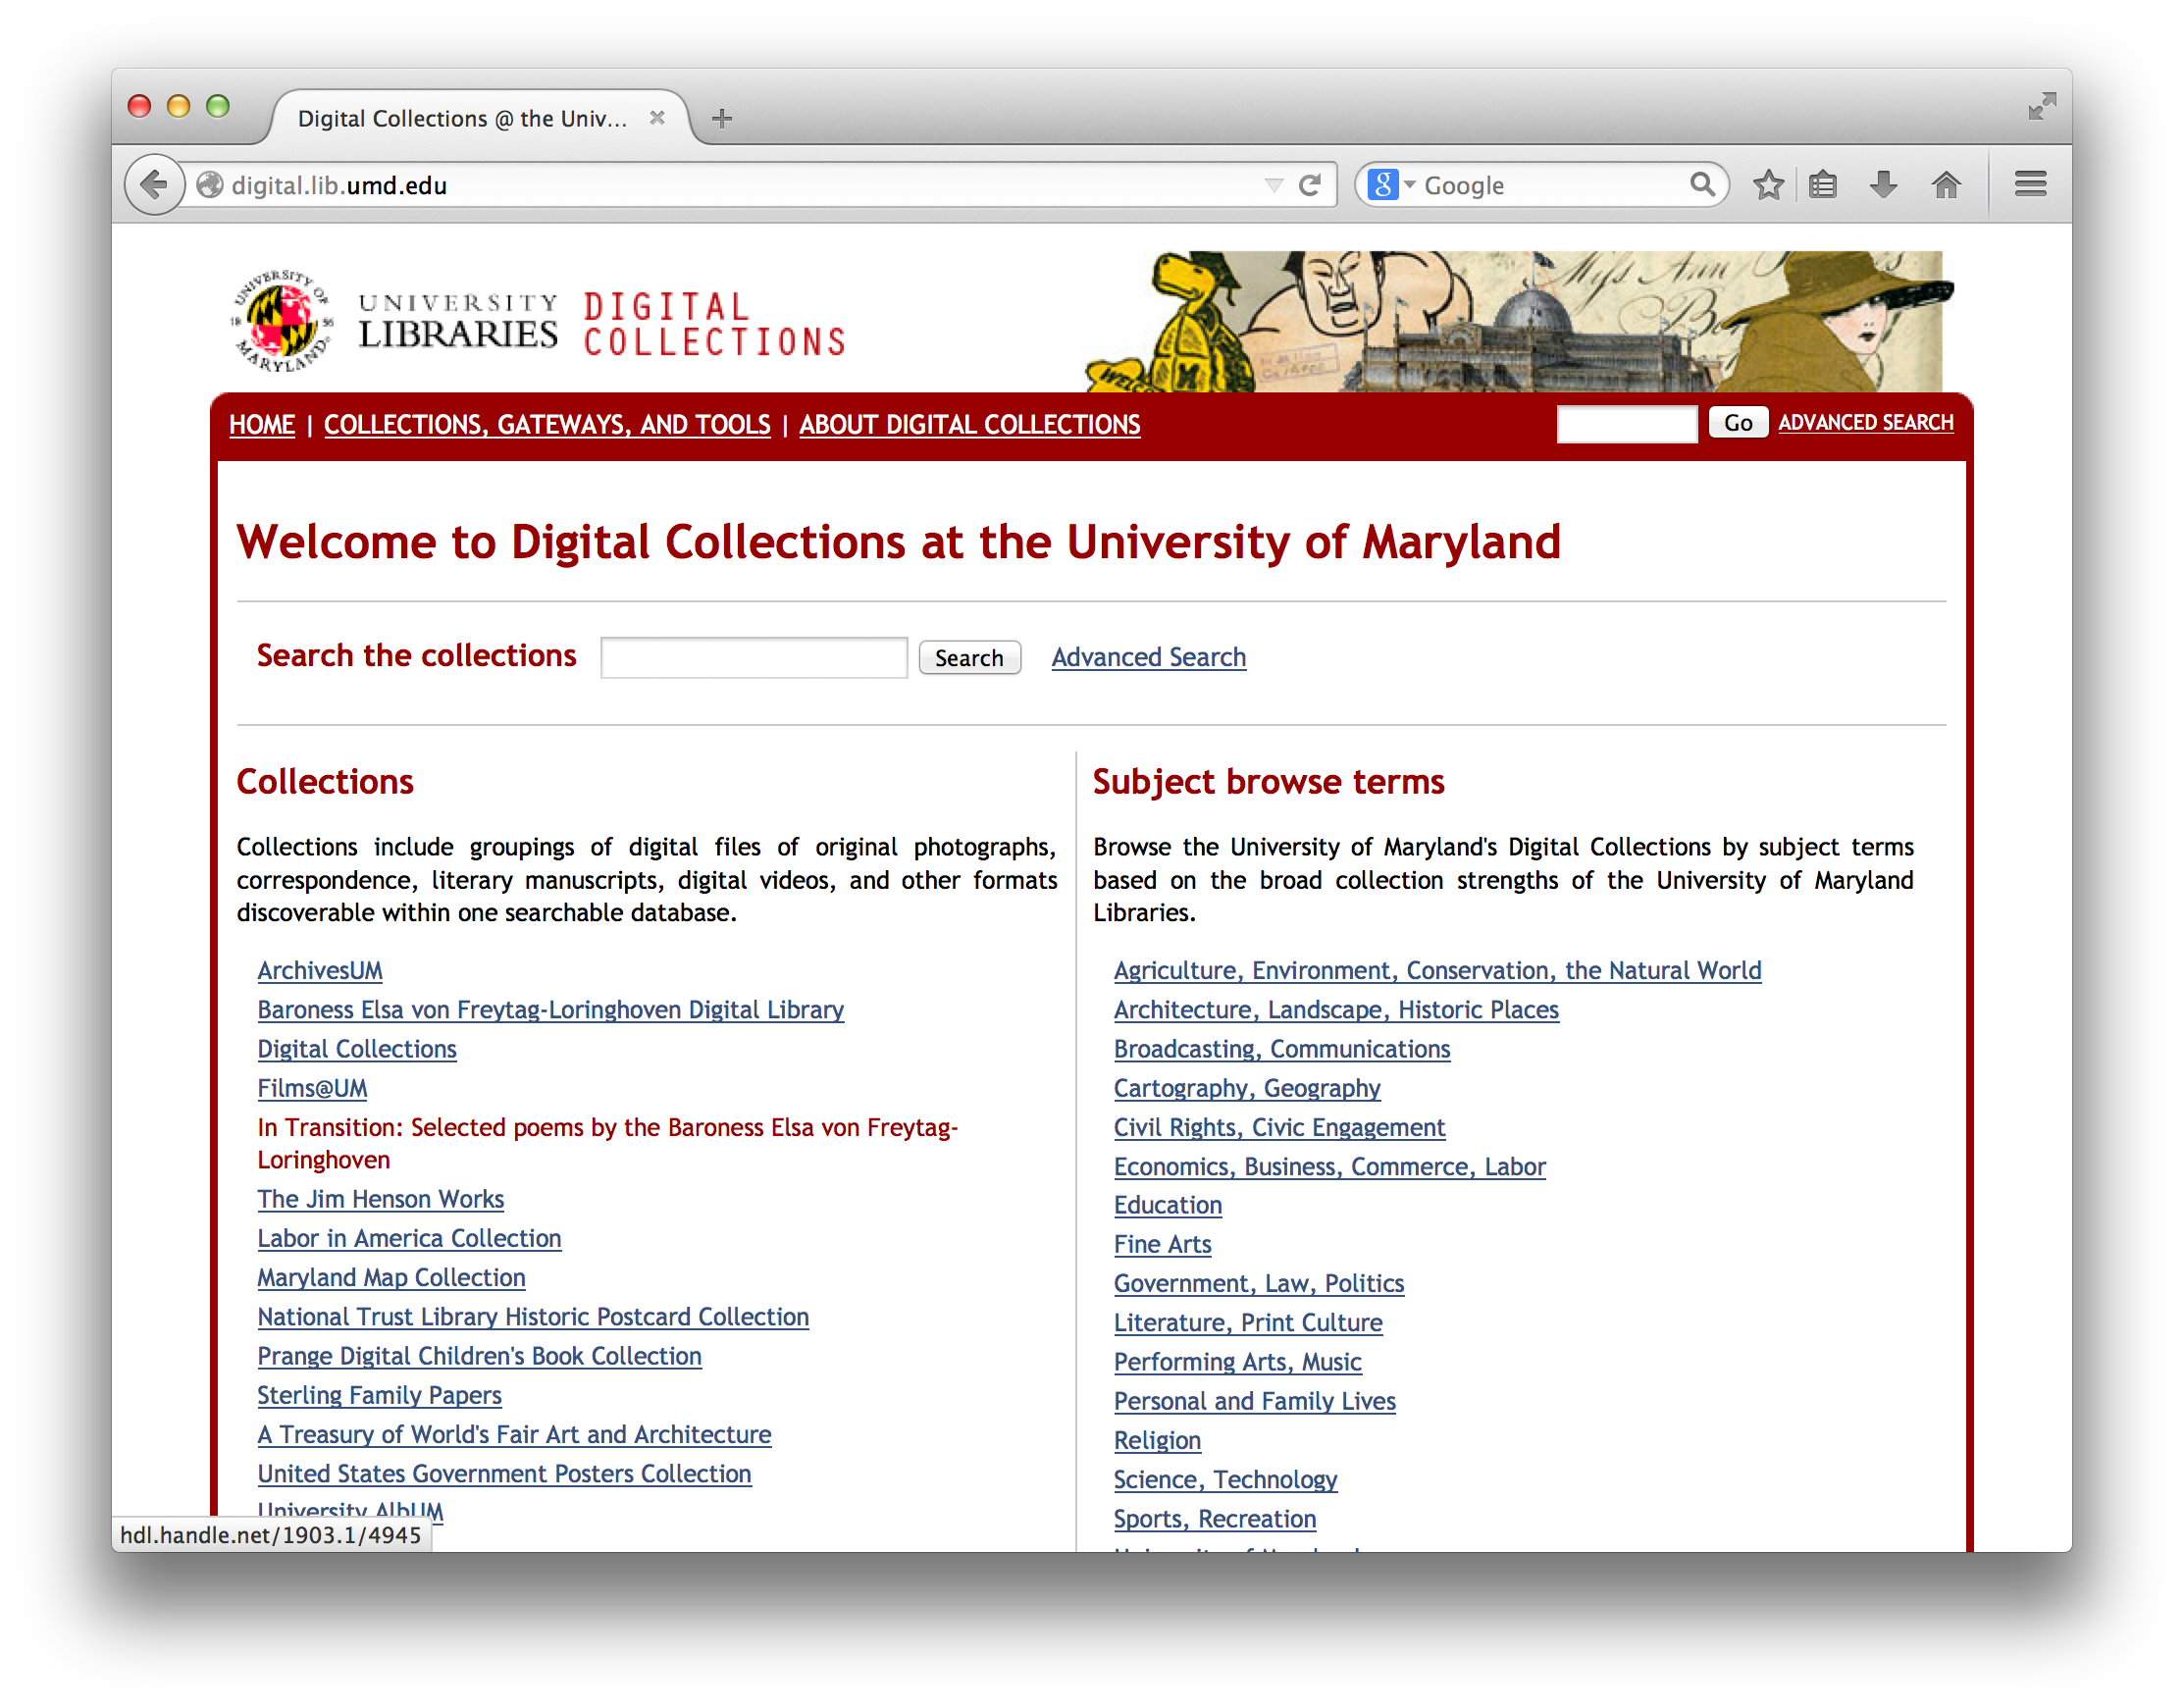 Digital Collections @ the Univ...
digital.lib.umd.edu
Google
UNIVERSITY OF MARYLAND
18 56
UNIVERSITY
LIBRARIES
DIGITAL
COLLECTIONS
WELCOME
M
Miss Ann
HOME | COLLECTIONS, GATEWAYS, AND TOOLS | ABOUT DIGITAL COLLECTIONS
Go ADVANCED SEARCH
Welcome to Digital Collections at the University of Maryland
Search the collections Search Advanced Search
Collections
Collections include groupings of digital files of original photographs,
correspondence, literary manuscripts, digital videos, and other formats
discoverable within one searchable database.
ArchivesUM
Baroness Elsa von Freytag-Loringhoven Digital Library
Digital Collections
Films@UM
In Transition: Selected poems by the Baroness Elsa von Freytag-
Loringhoven
The Jim Henson Works
Labor in America Collection
Maryland Map Collection
National Trust Library Historic Postcard Collection
Prange Digital Children's Book Collection
Sterling Family Papers
A Treasury of World's Fair Art and Architecture
United States Government Posters Collection
University AlbUM
Subject browse terms
Browse the University of Maryland's Digital Collections by subject terms
based on the broad collection strengths of the University of Maryland
Libraries.
Agriculture, Environment, Conservation, the Natural World
Architecture, Landscape, Historic Places
Broadcasting, Communications
Cartography, Geography
Civil Rights, Civic Engagement
Economics, Business, Commerce, Labor
Education
Fine Arts
Government, Law, Politics
Literature, Print Culture
Performing Arts, Music
Personal and Family Lives
Religion
Science, Technology
Sports, Recreation
hdl.handle.net/1903.1/4945